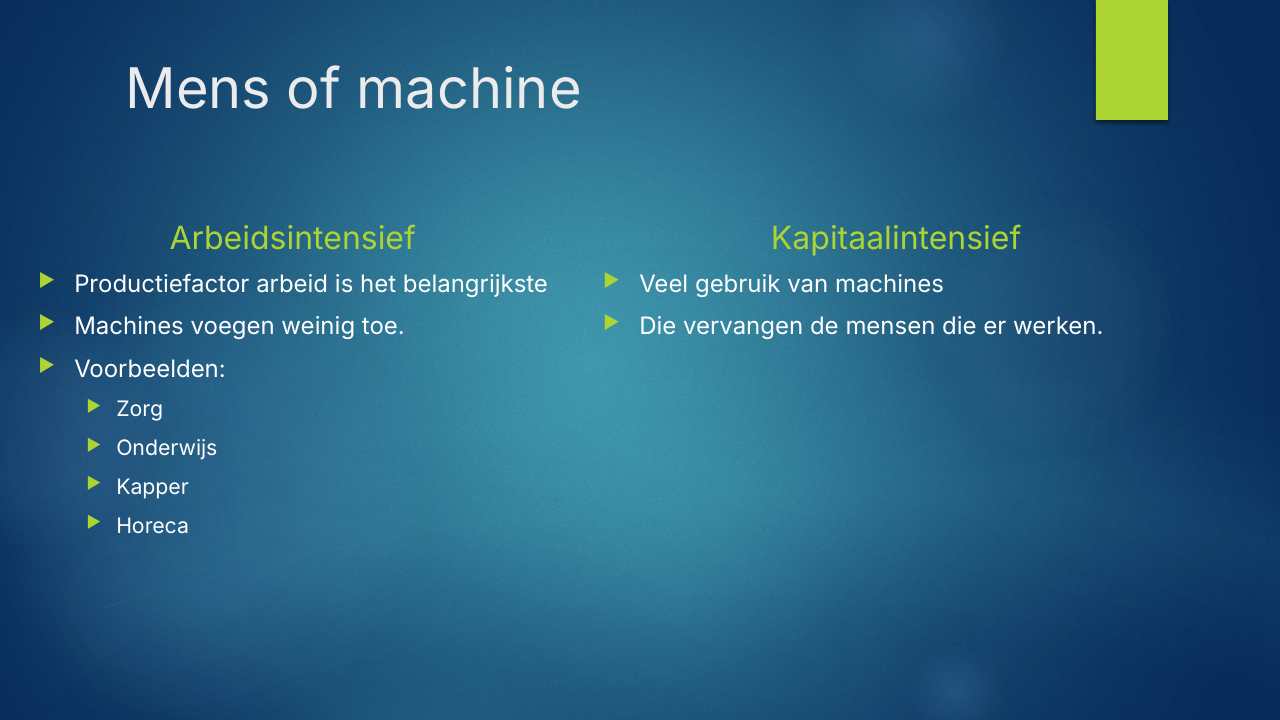 Mens of machine
Arbeidsintensief
Productiefactor arbeid is het belangrijkste
Machines voegen weinig toe.
Voorbeelden:
Zorg
Onderwijs
Kapper
Horeca
Kapitaalintensief
Veel gebruik van machines
Die vervangen de mensen die er werken.